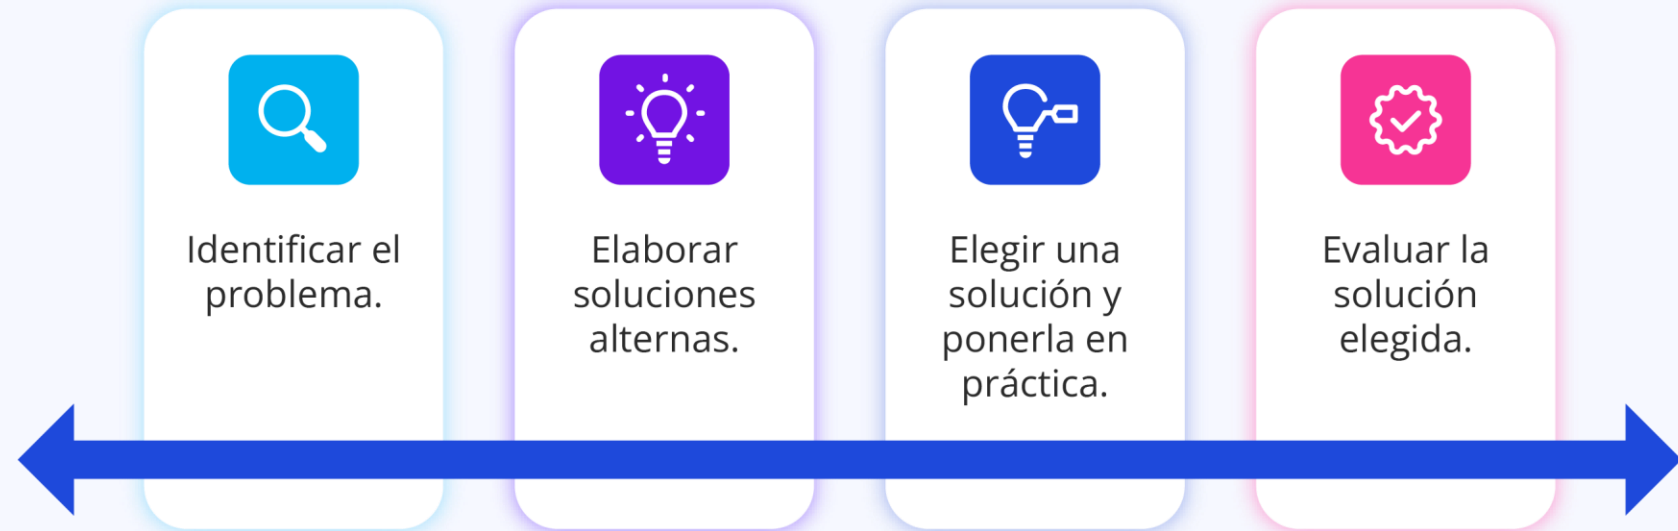 Identificar el
problema.
Elaborar
soluciones
alternas.
Elegir una
solución y
ponerla en
práctica.
Evaluar la
solución
elegida.